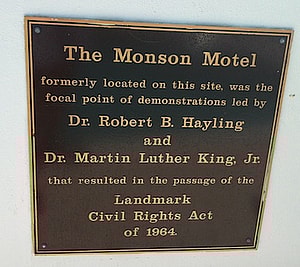 The Monson Motel
formerly located on this site, was the
focal point of demonstrations led by
Dr. Robert B. Hayling
and
Dr. Martin Luther King, Jr.
that resulted in the passage of the
Landmark
Civil Rights Act
of 1964.